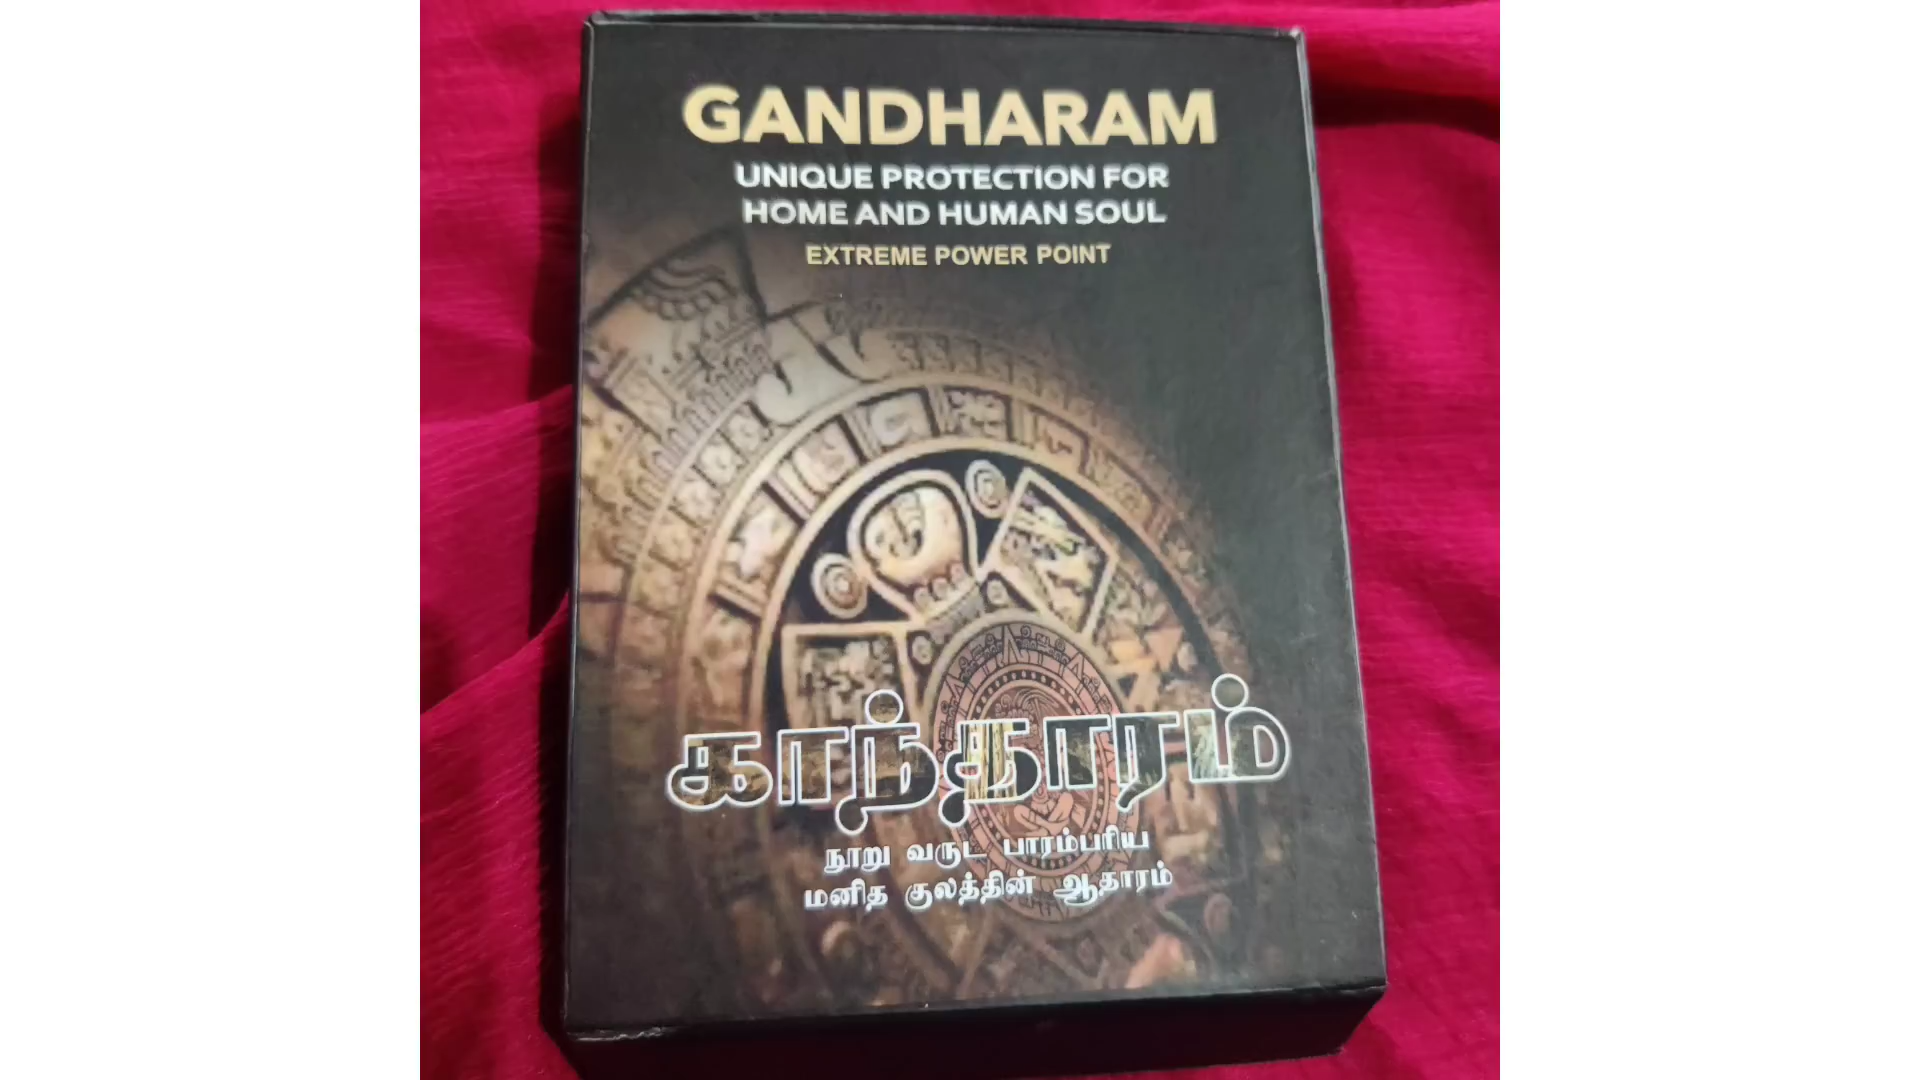 GANDHARAM
UNIQUE PROTECTION FOR
HOME AND HUMAN SOUL
EXTREME POWER POINT
காந்தாரம்
நூறு வருட பாரம்பரிய
மனித குலத்தின் ஆதாரம்